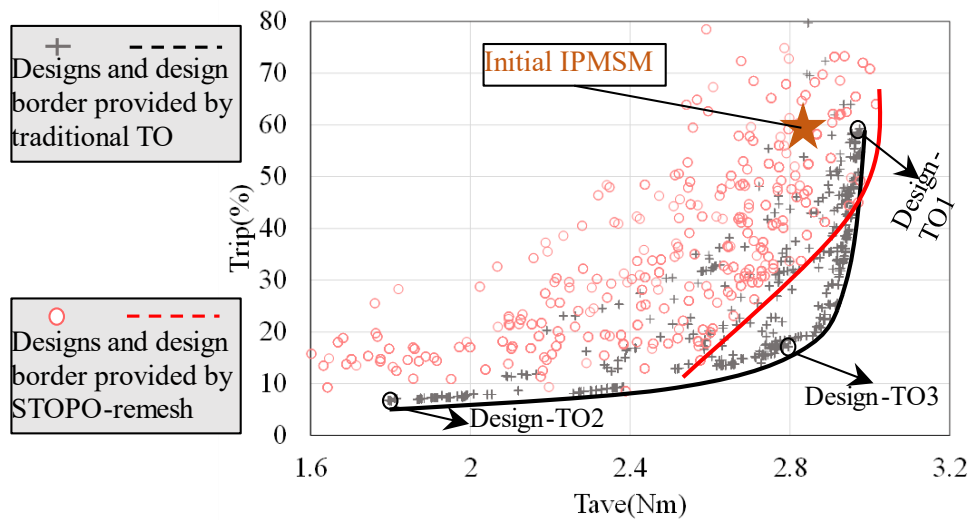 Designs and design
border provided by
traditional TO
Designs and design
border provided by
STOPO-remesh
Trip(%)
80
70
60
50
40
30
20
10
0
Initial IPMSM
Design-
TO1
Design-TO3
Design-TO2
1.6 2 2.4 2.8 3.2
Tave(Nm)